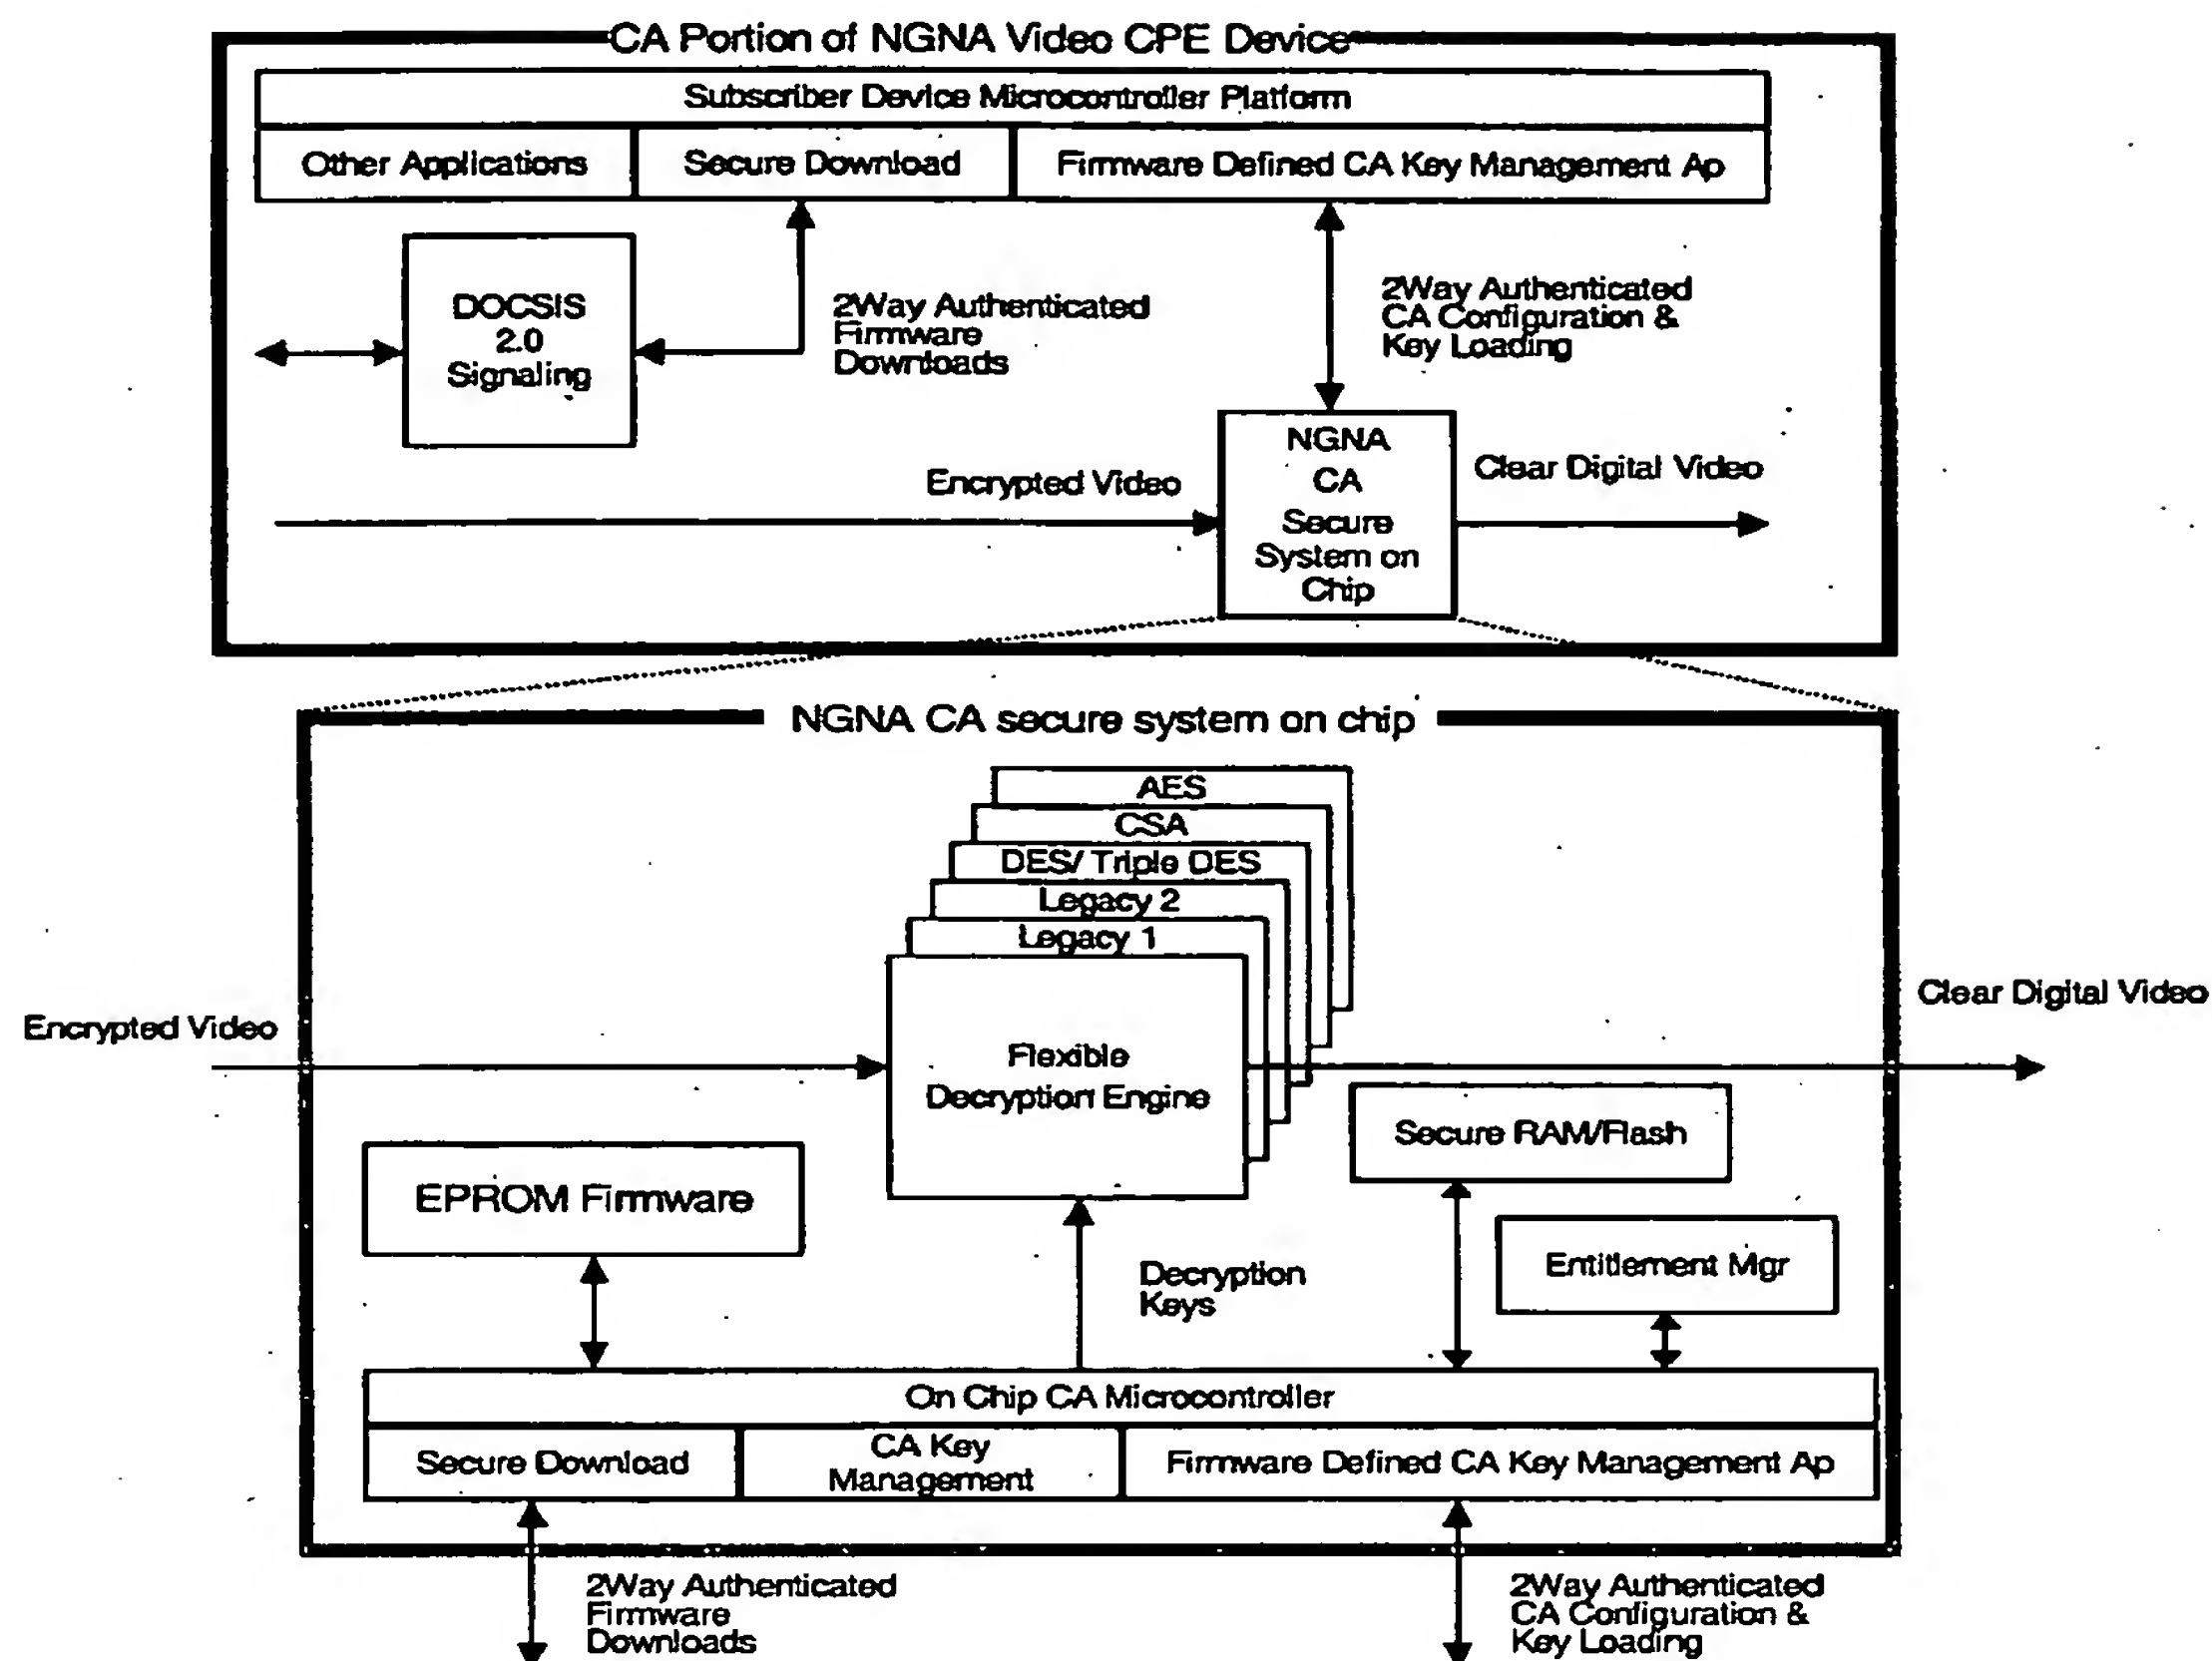 CA Portion of NGNA Video CPE Device
Subscriber Device Microcontroller Platform
Other Applications
Secure Download
Firmware Defined CA Key Management Ap
DOCSIS
2.0
Signaling
2Way Authenticated
Firmware
Downloads
2Way Authenticated
CA Configuration &
Key Loading
Encrypted Video
NGNA
CA
Secure
System on
Chip
Clear Digital Video
NGNA CA secure system on chip
AES
CSA
DES/ Triple DES
Legacy 2
Legacy 1
Flexible
Decryption Engine
Encrypted Video
Clear Digital Video
Secure RAM/Flash
EPROM Firmware
Entitlement Mgr
Decryption
Keys
On Chip CA Microcontroller
Secure Download
CA Key
Management
Firmware Defined CA Key Management Ap
2Way Authenticated
Firmware
Downloads
2Way Authenticated
CA Configuration &
Key Loading